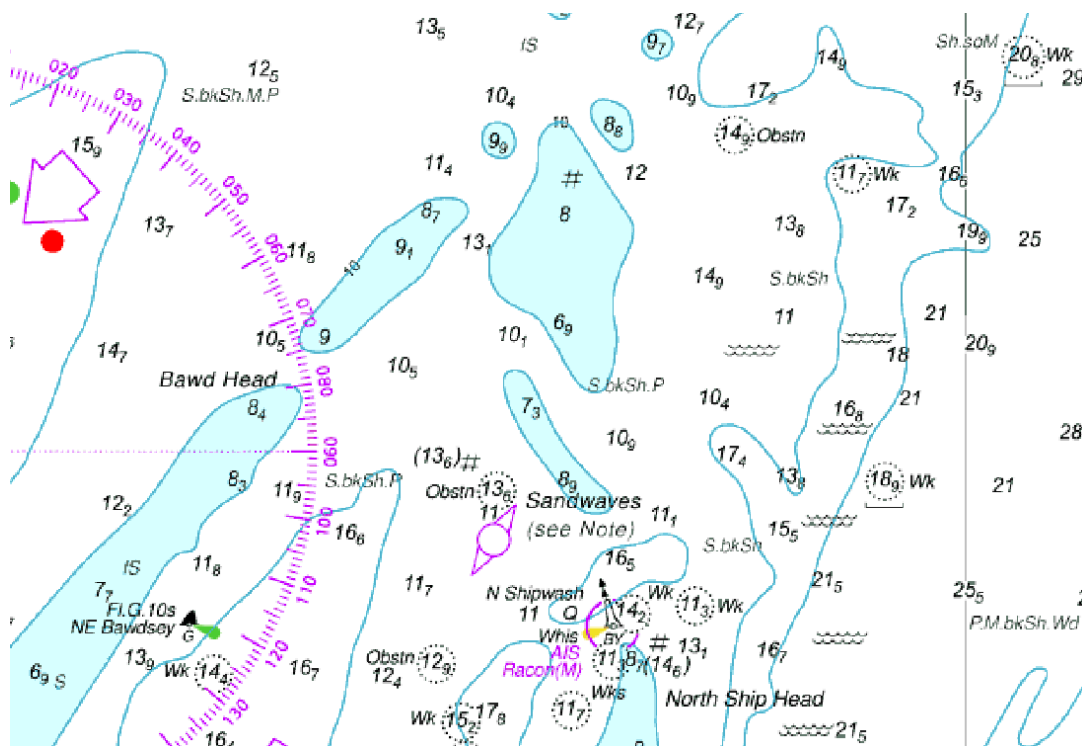 13₅
IS
9₇
12₇
Sh.soM
20₈ Wk
29
020
12₅
S.bkSh.M.P
030
14₉
10₄
10₉
17₂
15₃
040
15₉
9₉
10
8₈
14₉ Obstn
11₄
#
12
11₇ Wk
16₆
050
8₇
8
17₂
13₇
060
11₈
9₁
13₁
13₈
19₉
25
10
14₉
S.bkSh
070
10₅
9
10₁
6₉
11
21
14₇
18
20₉
10₅
Bawd Head
080
S.bkSh.P
8₄
7₃
10₄
16₈
21
10₉
28
060
(13₆) #
17₄
8₃
S.bkSh.P
Obstn 13₆
8₉
13₈
18₉ Wk
21
11₉
12₂
100
11
Sandwaves
(see Note)
11₁
15₅
16₆
S.bkSh
IS
11₈
16₅
7₇
110
11₇
N Shipwash
Wk
21₅
25₅
Fl.G.10s
11
Q
14₂
11₃ Wk
NE Bawdsey
G
P.M.bkSh.Wd
Whis
BY
120
AIS
# 13₁
16₇
13₉
Obstn 12₉
Racon(M)
11
8₇
(14₆)
6₉ S
Wk 14₄
16₇
12₄
Wks
North Ship Head
130
Wk 15₂
17₈
11₇
21₅
16